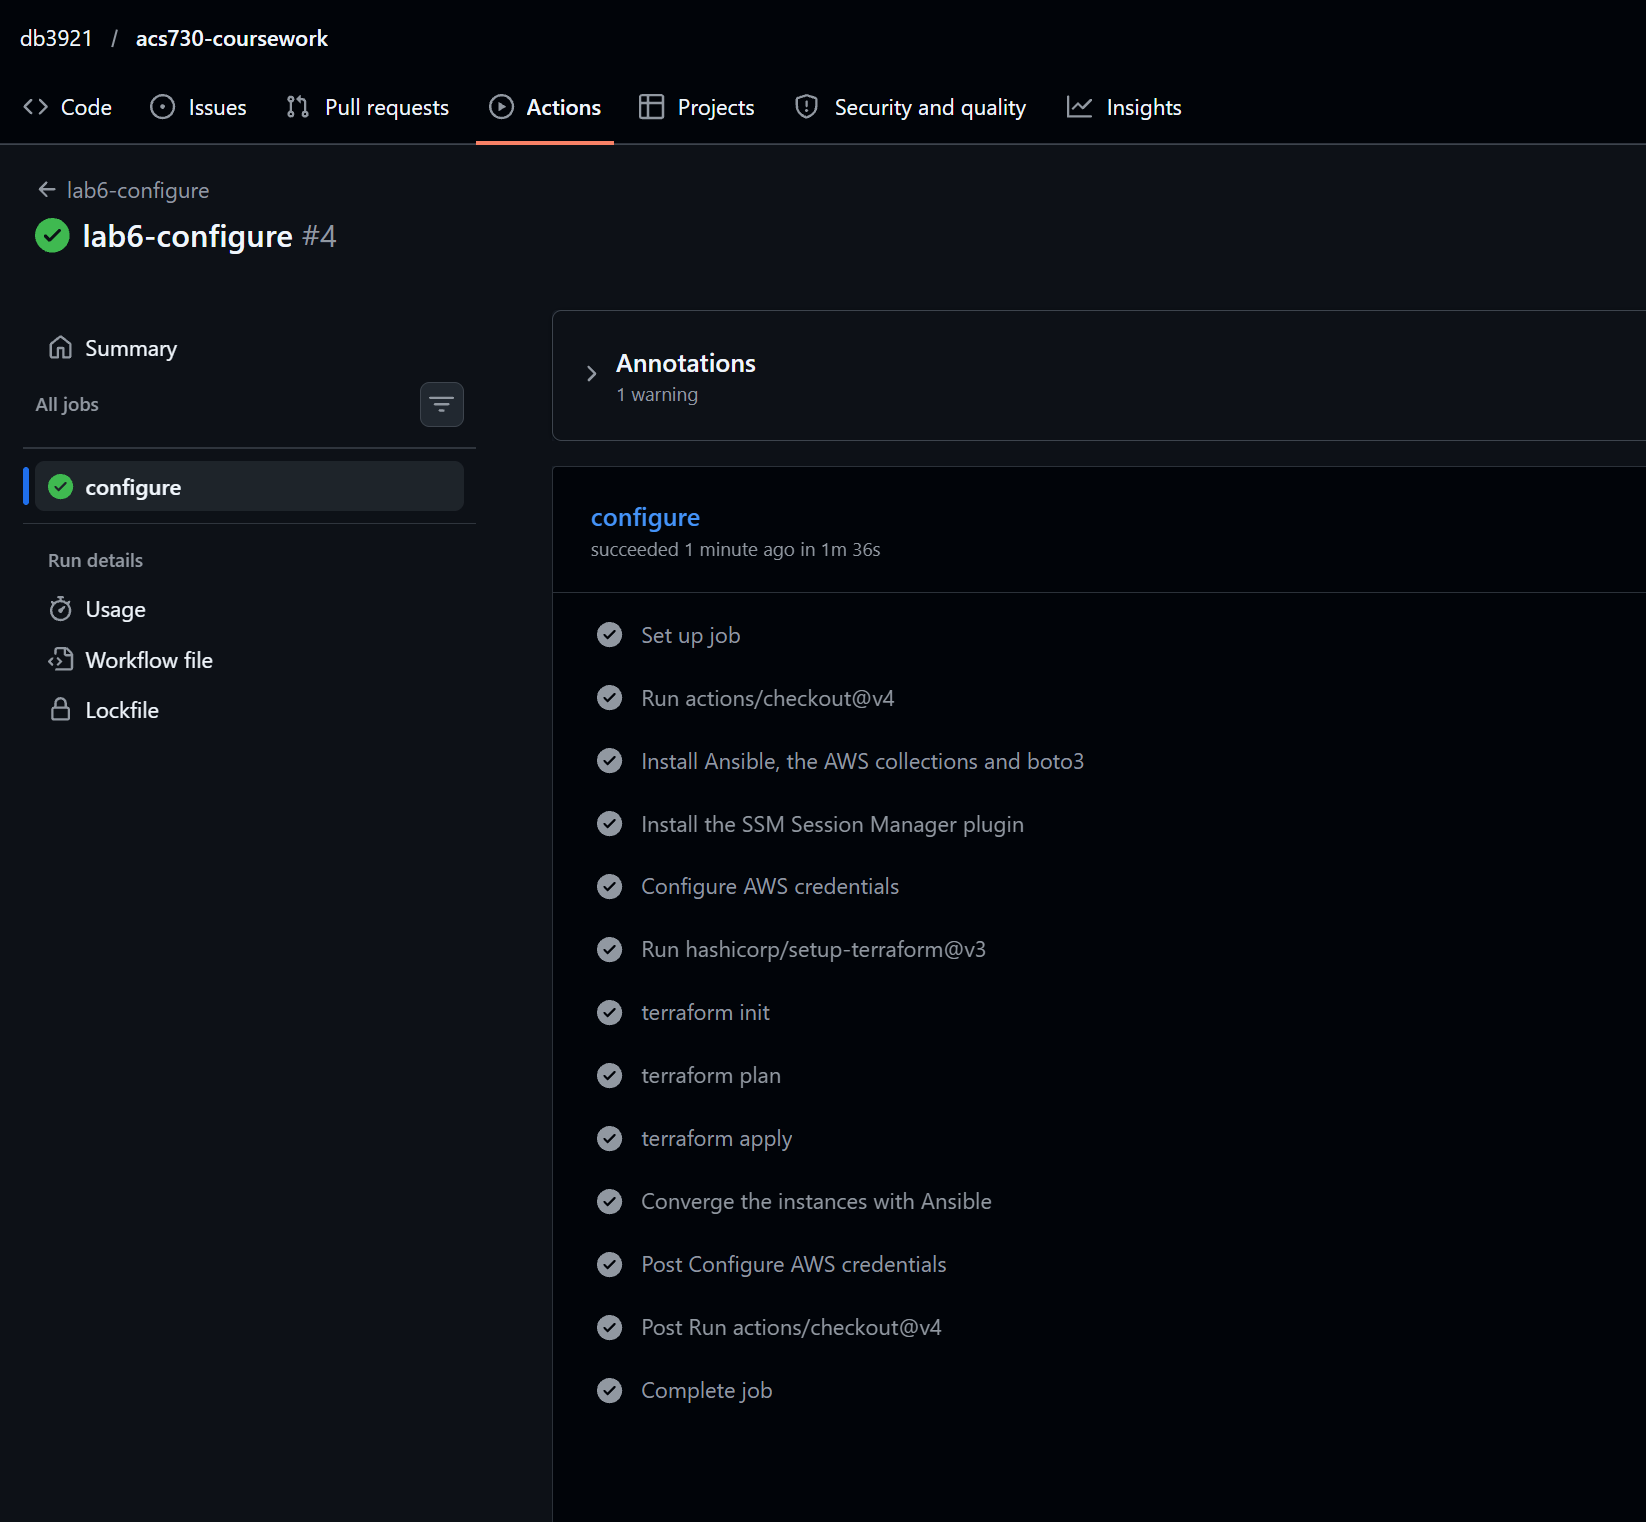 db3921 / acs730-coursework
Code Issues Pull requests Actions Projects Security and quality Insights
lab6-configure
lab6-configure #4
Summary
All jobs
configure
Run details
Usage
Workflow file
Lockfile
Annotations
1 warning
configure
succeeded 1 minute ago in 1m 36s
Set up job
Run actions/checkout@v4
Install Ansible, the AWS collections and boto3
Install the SSM Session Manager plugin
Configure AWS credentials
Run hashicorp/setup-terraform@v3
terraform init
terraform plan
terraform apply
Converge the instances with Ansible
Post Configure AWS credentials
Post Run actions/checkout@v4
Complete job